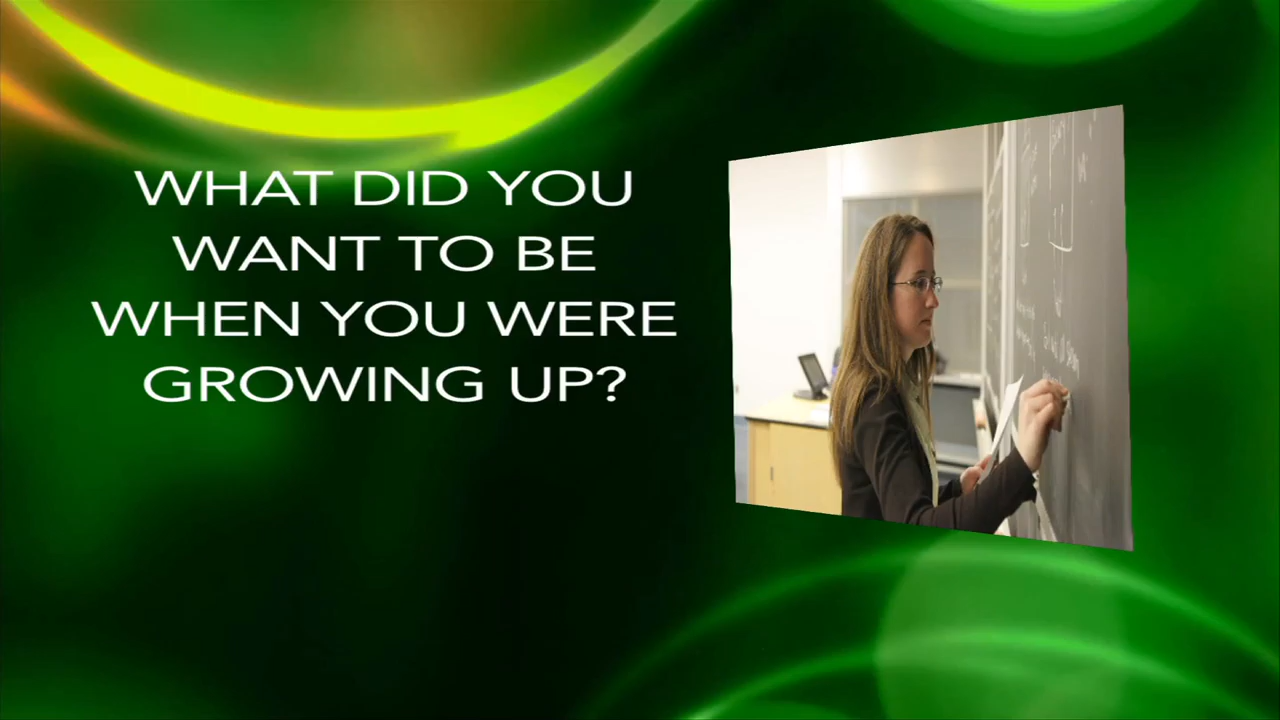 WHAT DID YOU
WANT TO BE
WHEN YOU WERE
GROWING UP?